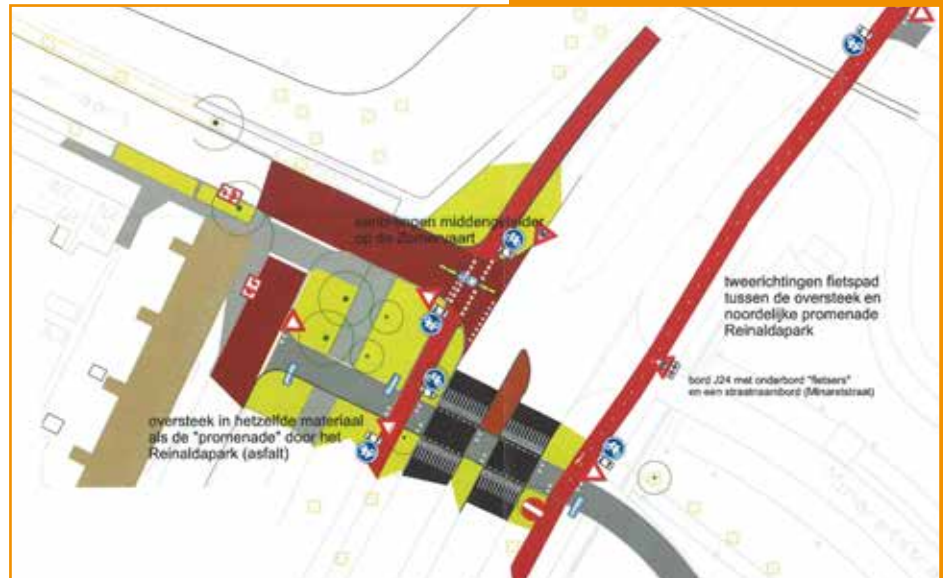 aanbrengen middengeleider
op de Zomervaart
tweerichtingen fietspad
tussen de oversteek en
noordelijke promenade
Reinaldapark
bord J24 met onderbord "fietsers"
en een straatnaambord (Minaretstraat)
oversteek in hetzelfde materiaal
als de "promenade" door het
Reinaldapark (asfalt)